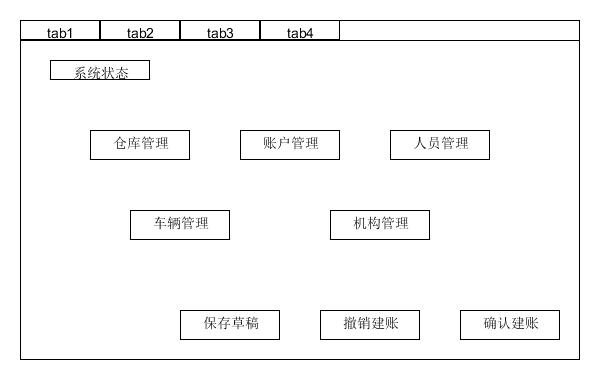 tab1 tab2 tab3 tab4
系统状态
仓库管理 账户管理 人员管理
车辆管理 机构管理
保存草稿 撤销建账 确认建账